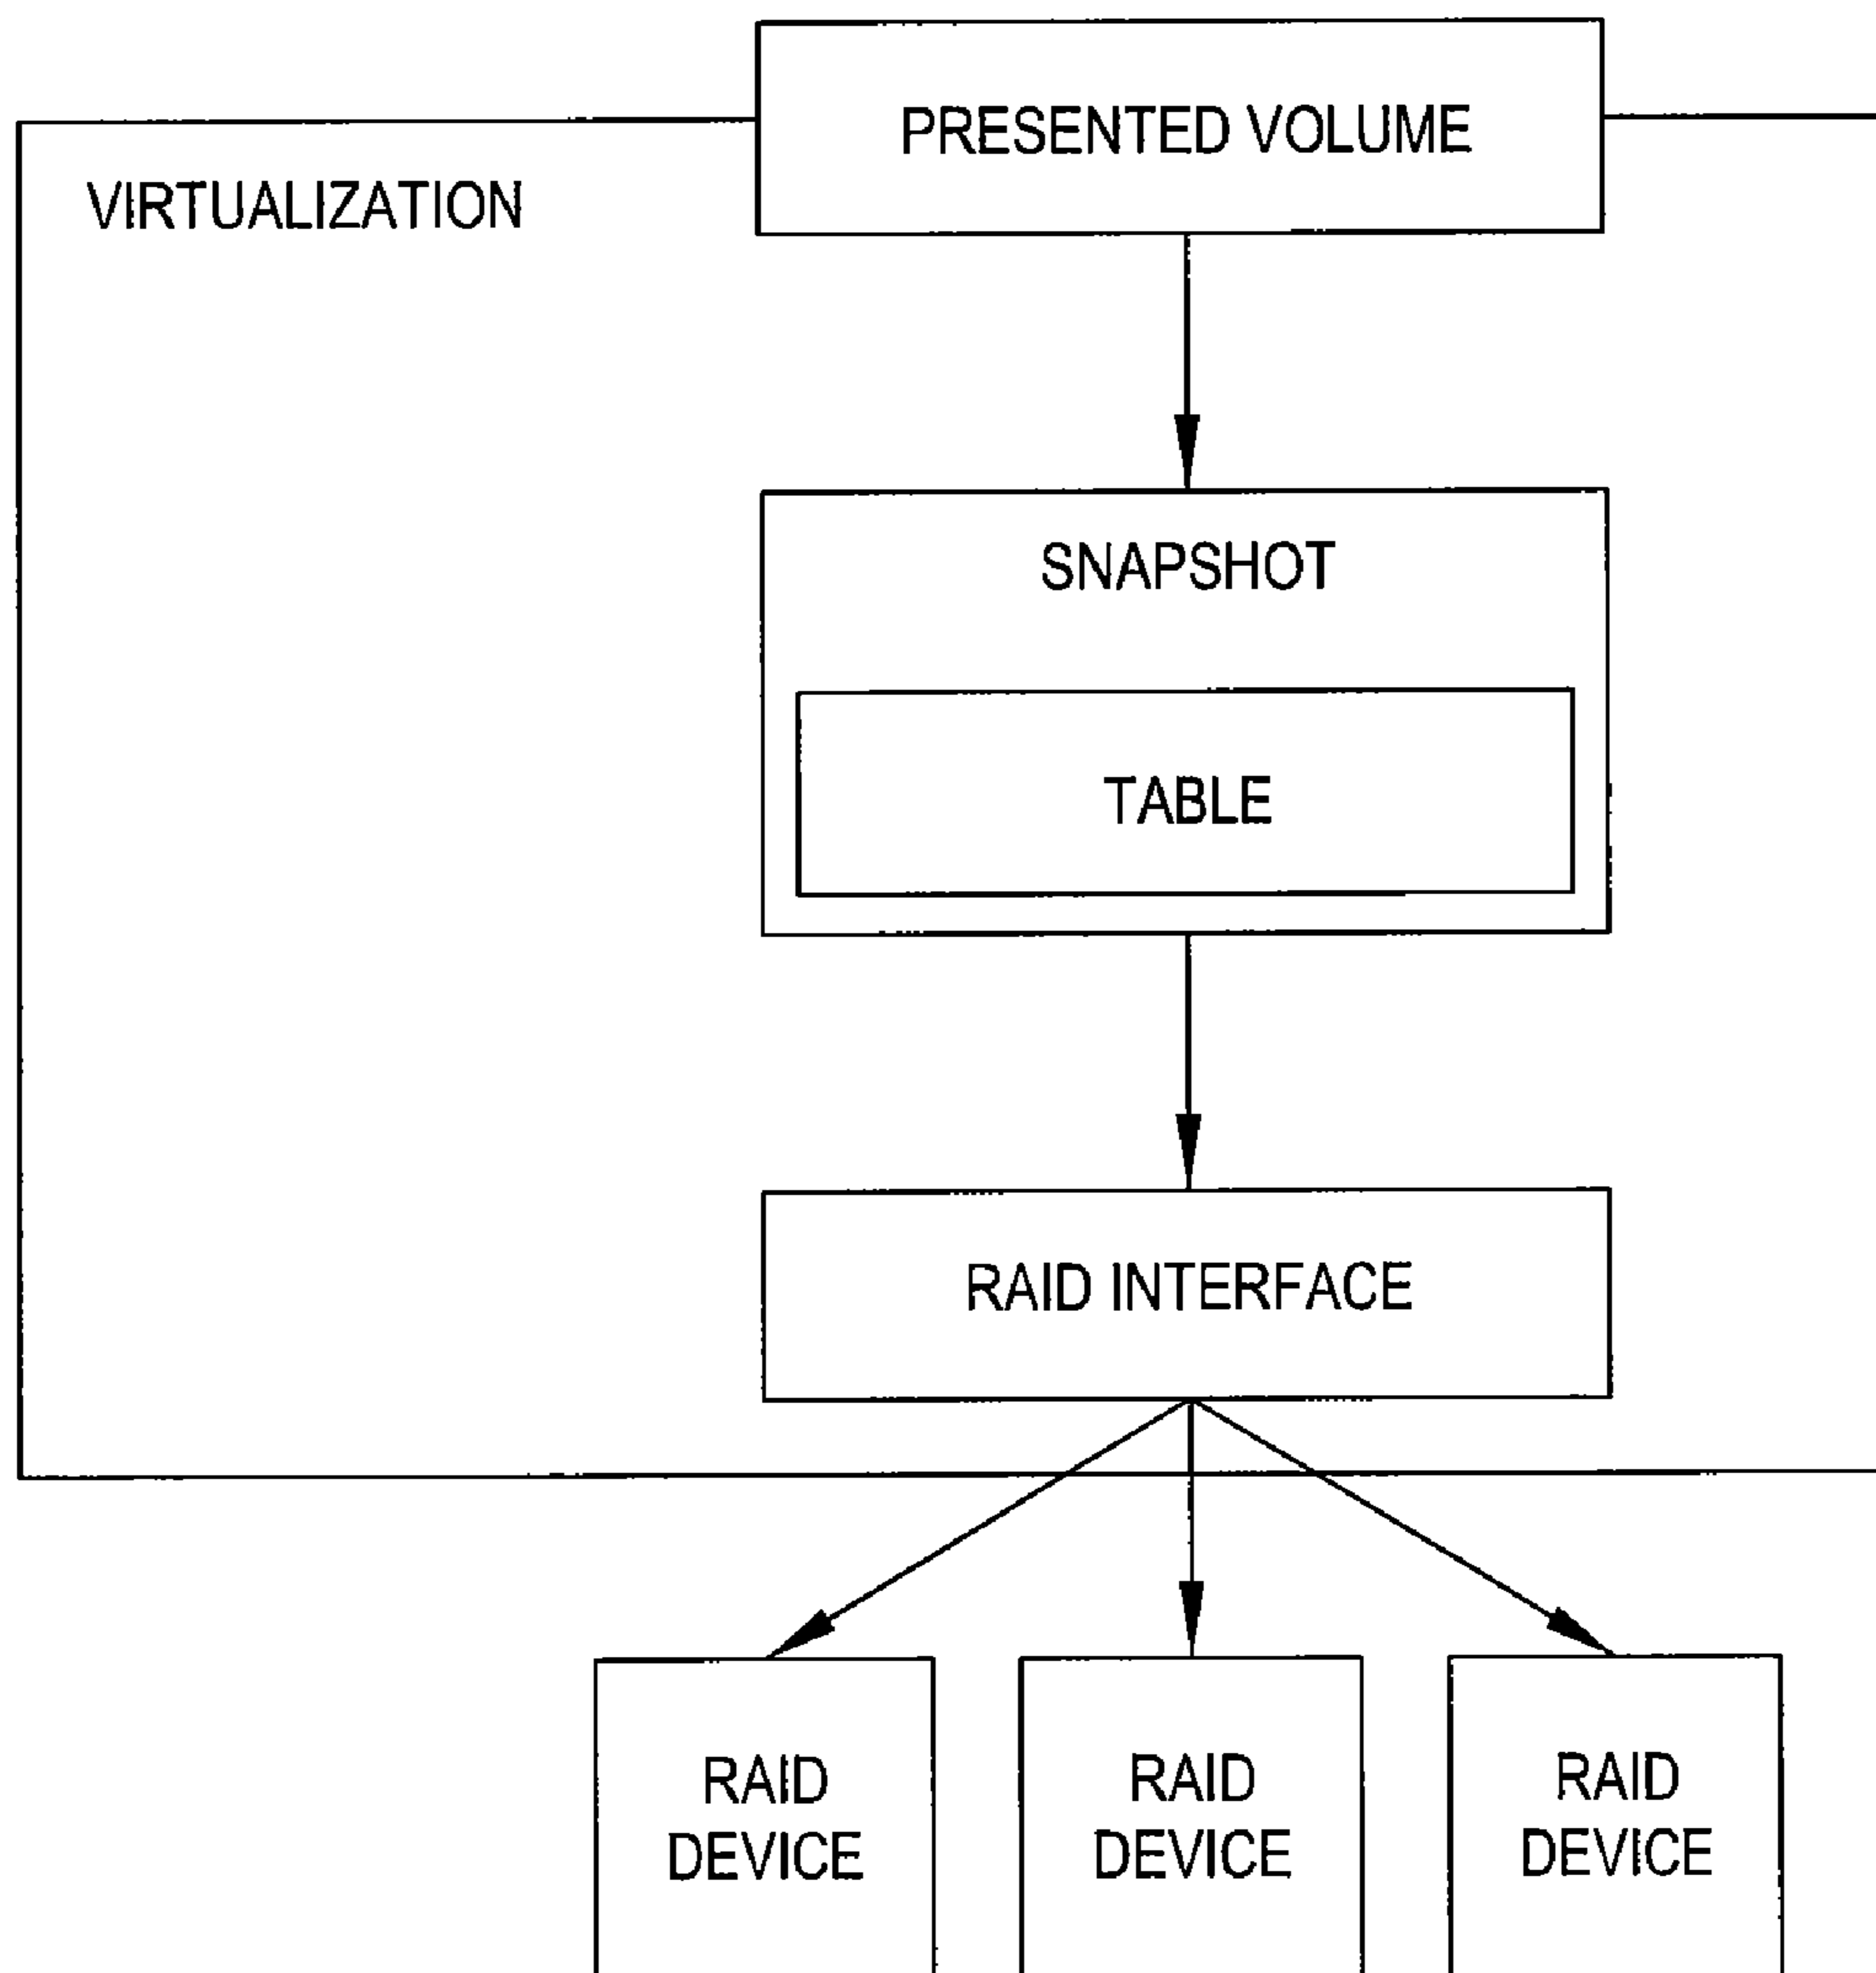 PRESENTED VOLUME
VIRTUALIZATION
SNAPSHOT
TABLE
RAID INTERFACE
RAID
DEVICE
RAID
DEVICE
RAID
DEVICE